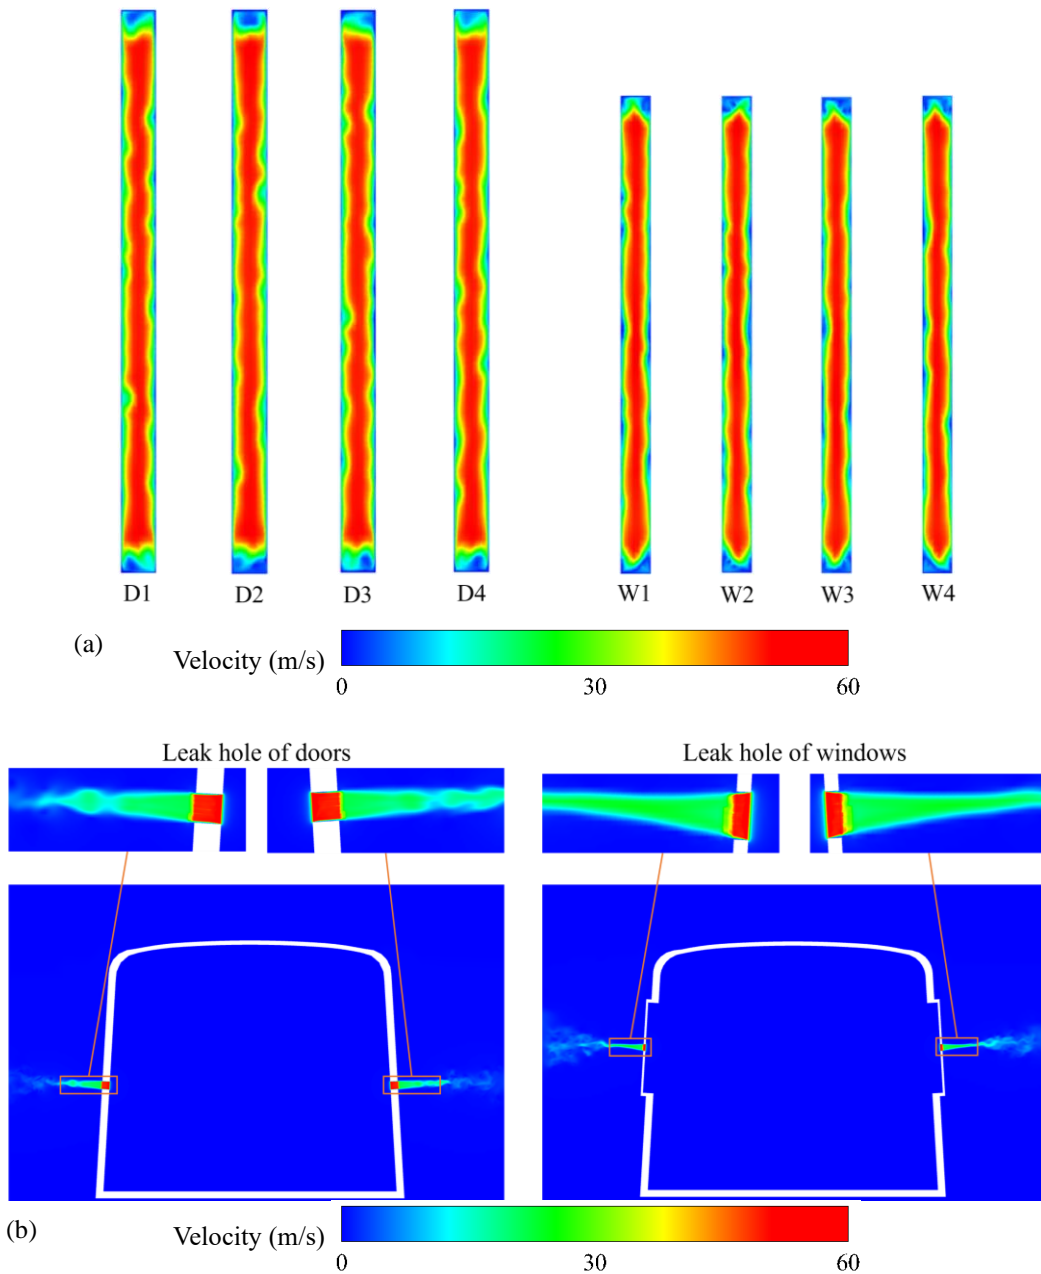 D1 D2 D3 D4 W1 W2 W3 W4
(a)
Velocity (m/s)
0 30 60
Leak hole of doors Leak hole of windows
(b)
Velocity (m/s)
0 30 60